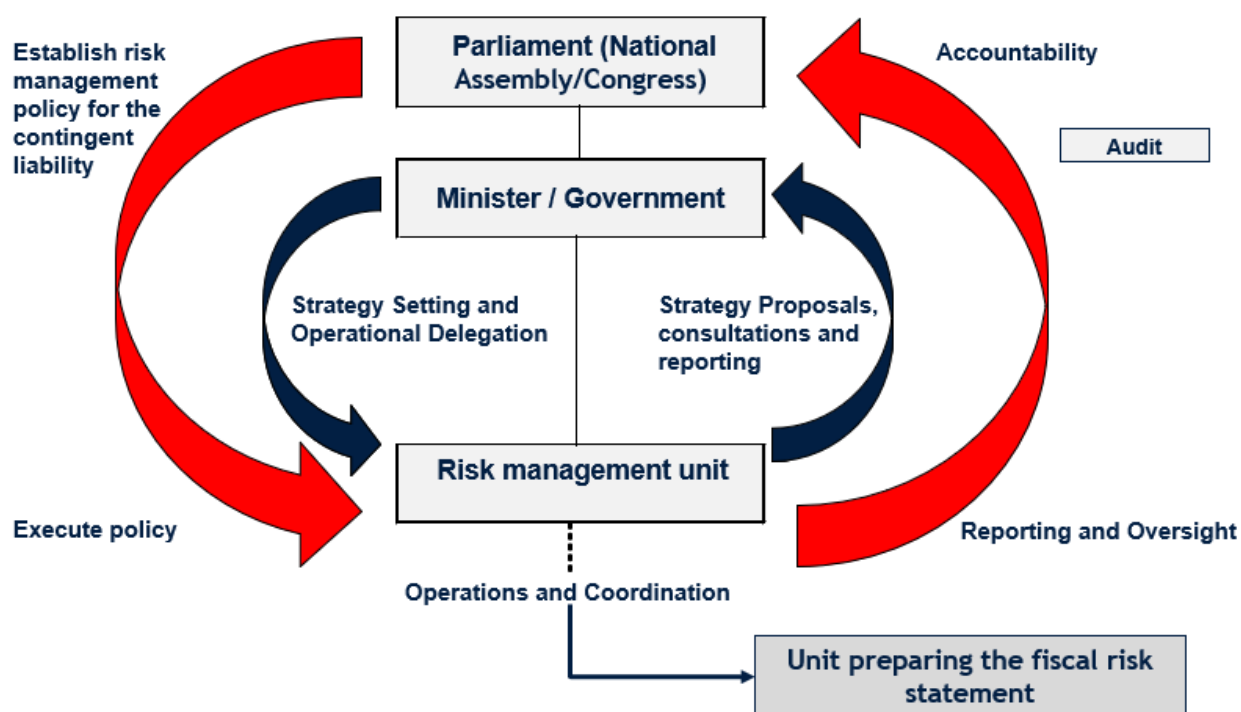 Establish risk
management
policy for the
contingent
liability
Parliament (National
Assembly/Congress)
Accountability
Audit
Minister / Government
Strategy Setting and
Operational Delegation
Strategy Proposals,
consultations and
reporting
Risk management unit
Execute policy
Reporting and Oversight
Operations and Coordination
Unit preparing the fiscal risk
statement